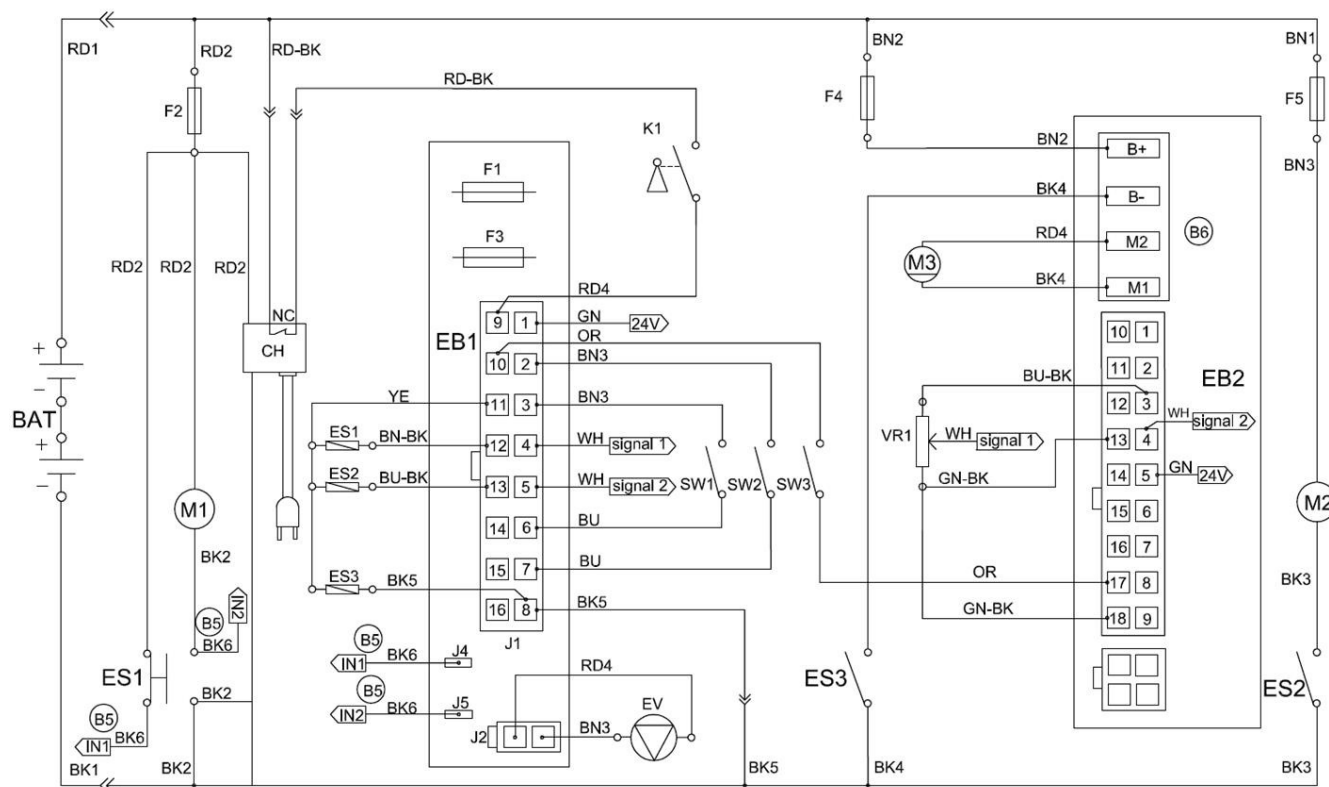 RD1
RD2
RD-BK
BN2
BN1
F2
RD-BK
K1
F4
F5
BN2
B+
BN3
F1
BK4
B-
F3
RD4
M2
B6
M3
BK4
M1
RD2
RD2
RD2
NC
CH
EB1
RD4
9
1
GN
24V
OR
10
2
BN3
YE
11
3
BN3
ES1
BN-BK
12
4
WH
signal 1
ES2
BU-BK
13
5
WH
signal 2
14
6
BU
15
7
BU
ES3
BK5
16
8
BK5
J1
SW1
SW2
SW3
10
1
11
2
EB2
BU-BK
12
3
WH
signal 2
VR1
WH
signal 1
13
4
GN
24V
GN-BK
14
5
15
6
16
7
OR
17
8
GN-BK
18
9
+
-
BAT
+
-
M1
BK2
M2
BK3
IN2
B5
BK6
ES1
BK2
B5
IN1
BK6
BK1
BK2
B5
IN1
BK6
J4
B5
IN2
BK6
J5
RD4
J2
BN3
EV
BK5
ES3
BK4
ES2
BK3